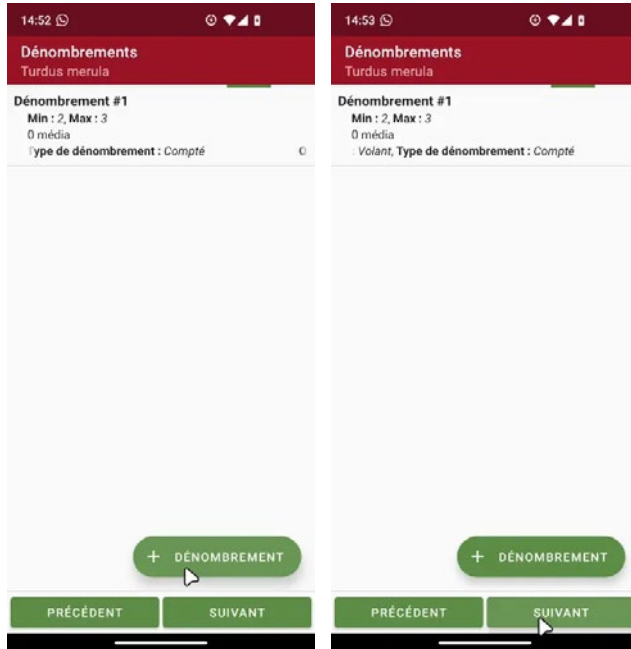 14:52
Dénombrements
Turdus merula
Dénombrement #1
Min : 2, Max : 3
0 média
Type de dénombrement : Compté
+ DÉNOMBREMENT
PRÉCÉDENT
SUIVANT
14:53
Dénombrements
Turdus merula
Dénombrement #1
Min : 2, Max : 3
0 média
: Volant, Type de dénombrement : Compté
+ DÉNOMBREMENT
PRÉCÉDENT
SUIVANT